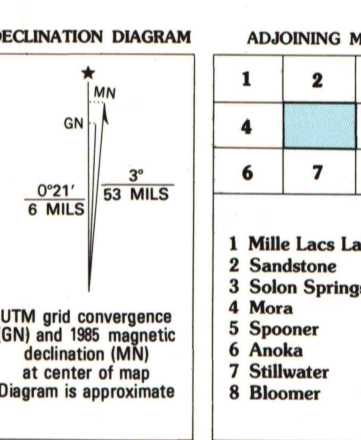 DECLINATION DIAGRAM
MN
GN
0°21'
6 MILS
3°
53 MILS
UTM grid convergence
(GN) and 1985 magnetic
declination (MN)
at center of map
Diagram is approximate
ADJOINING M
1 2
4
6 7
1 Mille Lacs La
2 Sandstone
3 Solon Springs
4 Mora
5 Spooner
6 Anoka
7 Stillwater
8 Bloomer